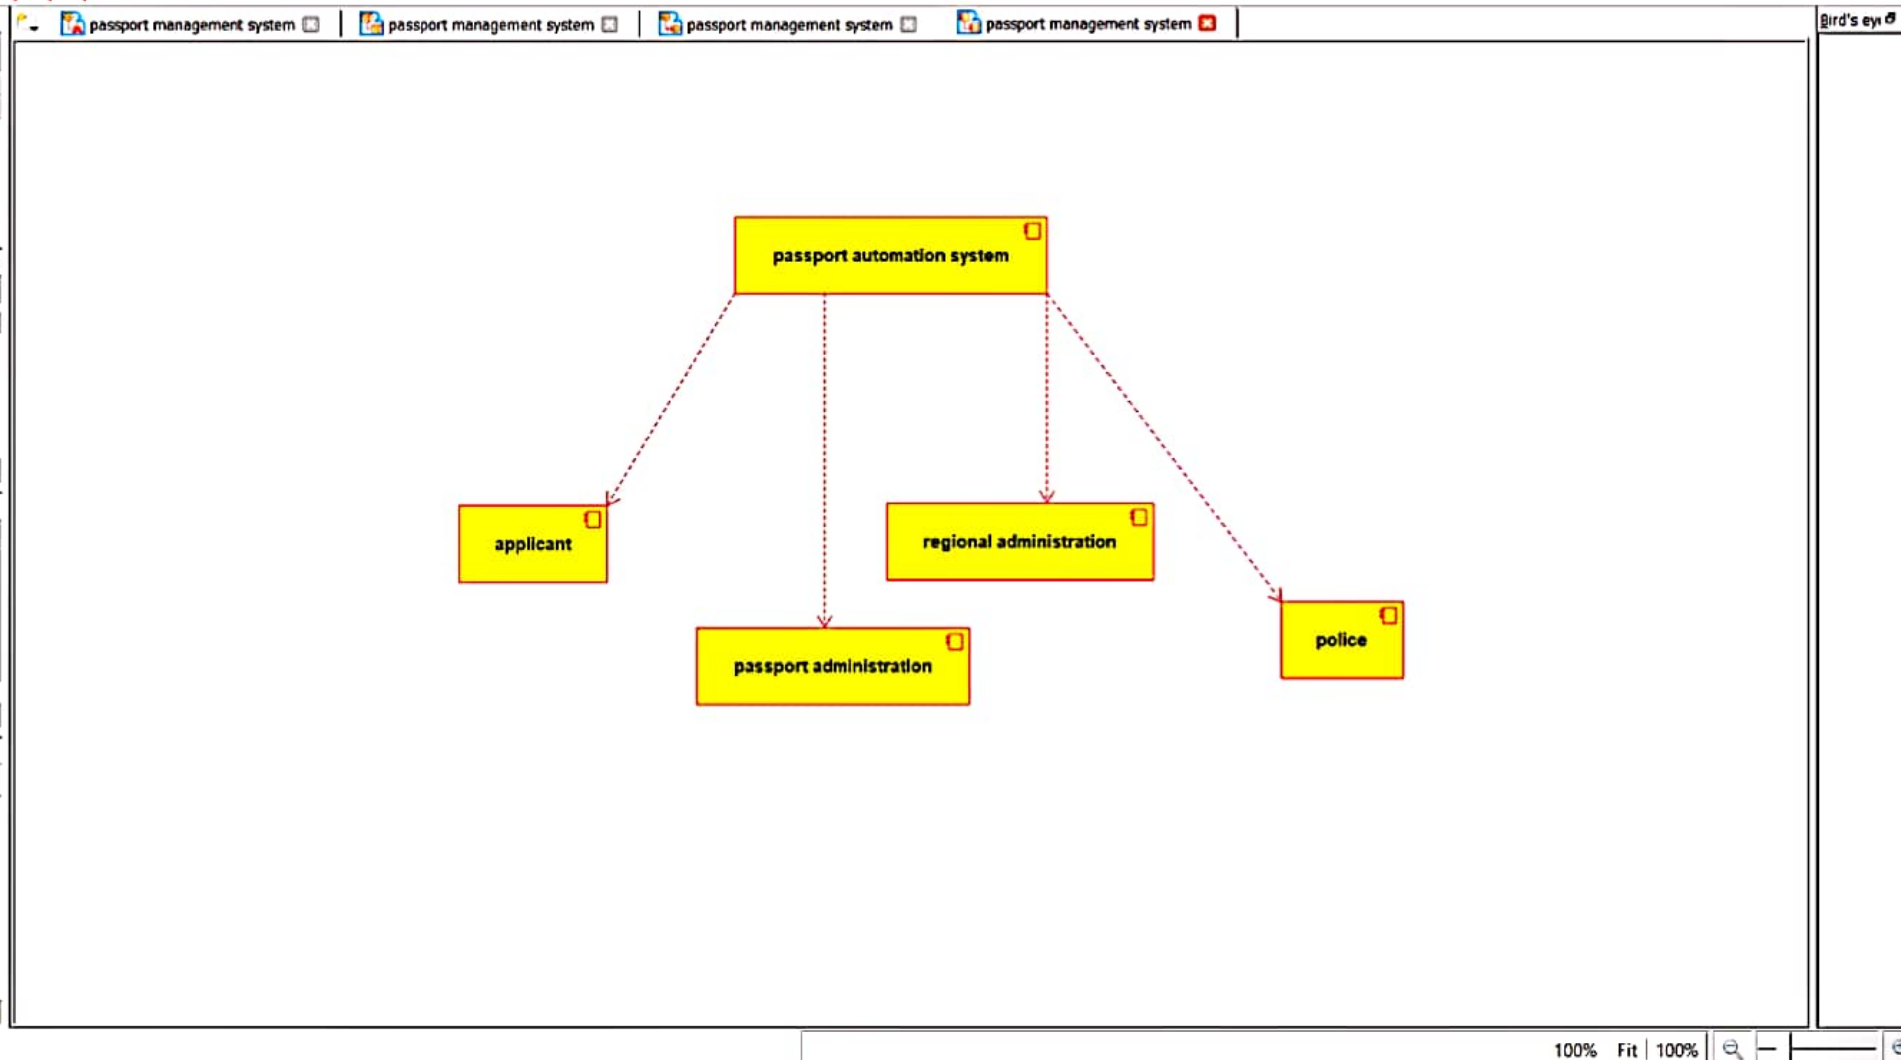 passport management system
passport management system
passport management system
passport management system
Bird's ey
passport automation system
applicant
regional administration
police
passport administration
100% Fit 100%